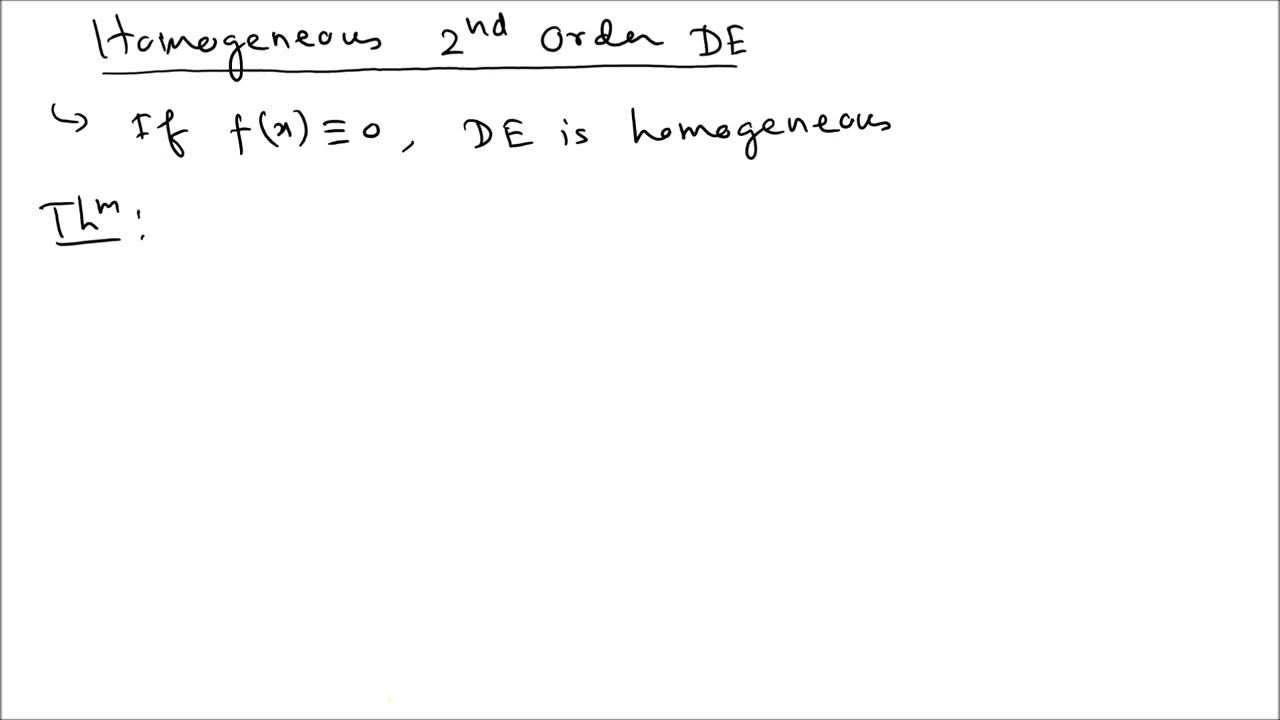 Homogeneous 2nd Order DE
↪ If f(x) ≡ 0, DE is homogeneous
Thm :